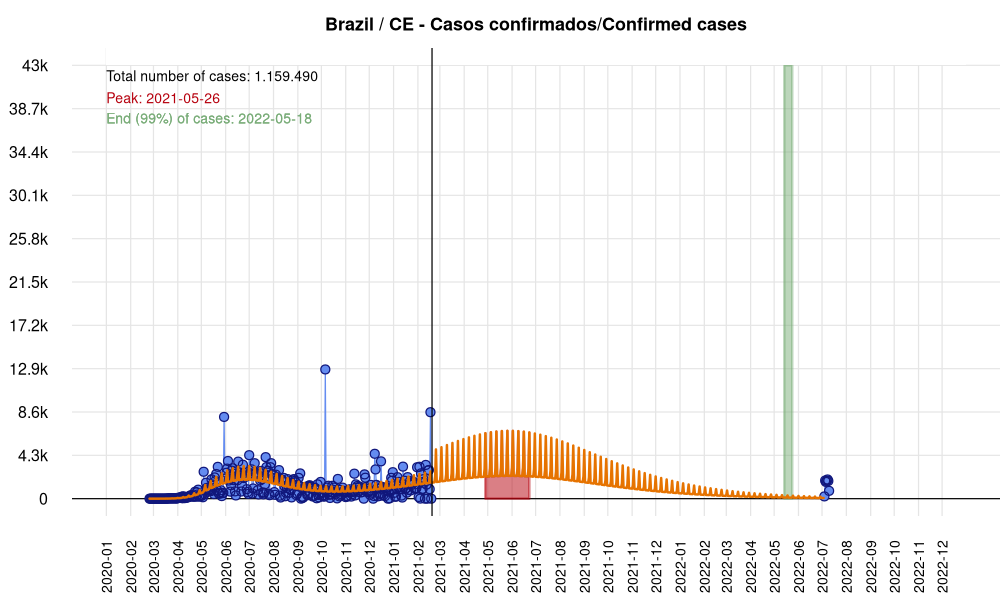 Brazil / CE - Casos confirmados/Confirmed cases
Total number of cases: 1.159.490
Peak: 2021-05-26
End (99%) of cases: 2022-05-18
43k
38.7k
34.4k
30.1k
25.8k
21.5k
17.2k
12.9k
8.6k
4.3k
0
2020-01
2020-02
2020-03
2020-04
2020-05
2020-06
2020-07
2020-08
2020-09
2020-10
2020-11
2020-12
2021-01
2021-02
2021-03
2021-04
2021-05
2021-06
2021-07
2021-08
2021-09
2021-10
2021-11
2021-12
2022-01
2022-02
2022-03
2022-04
2022-05
2022-06
2022-07
2022-08
2022-09
2022-10
2022-11
2022-12